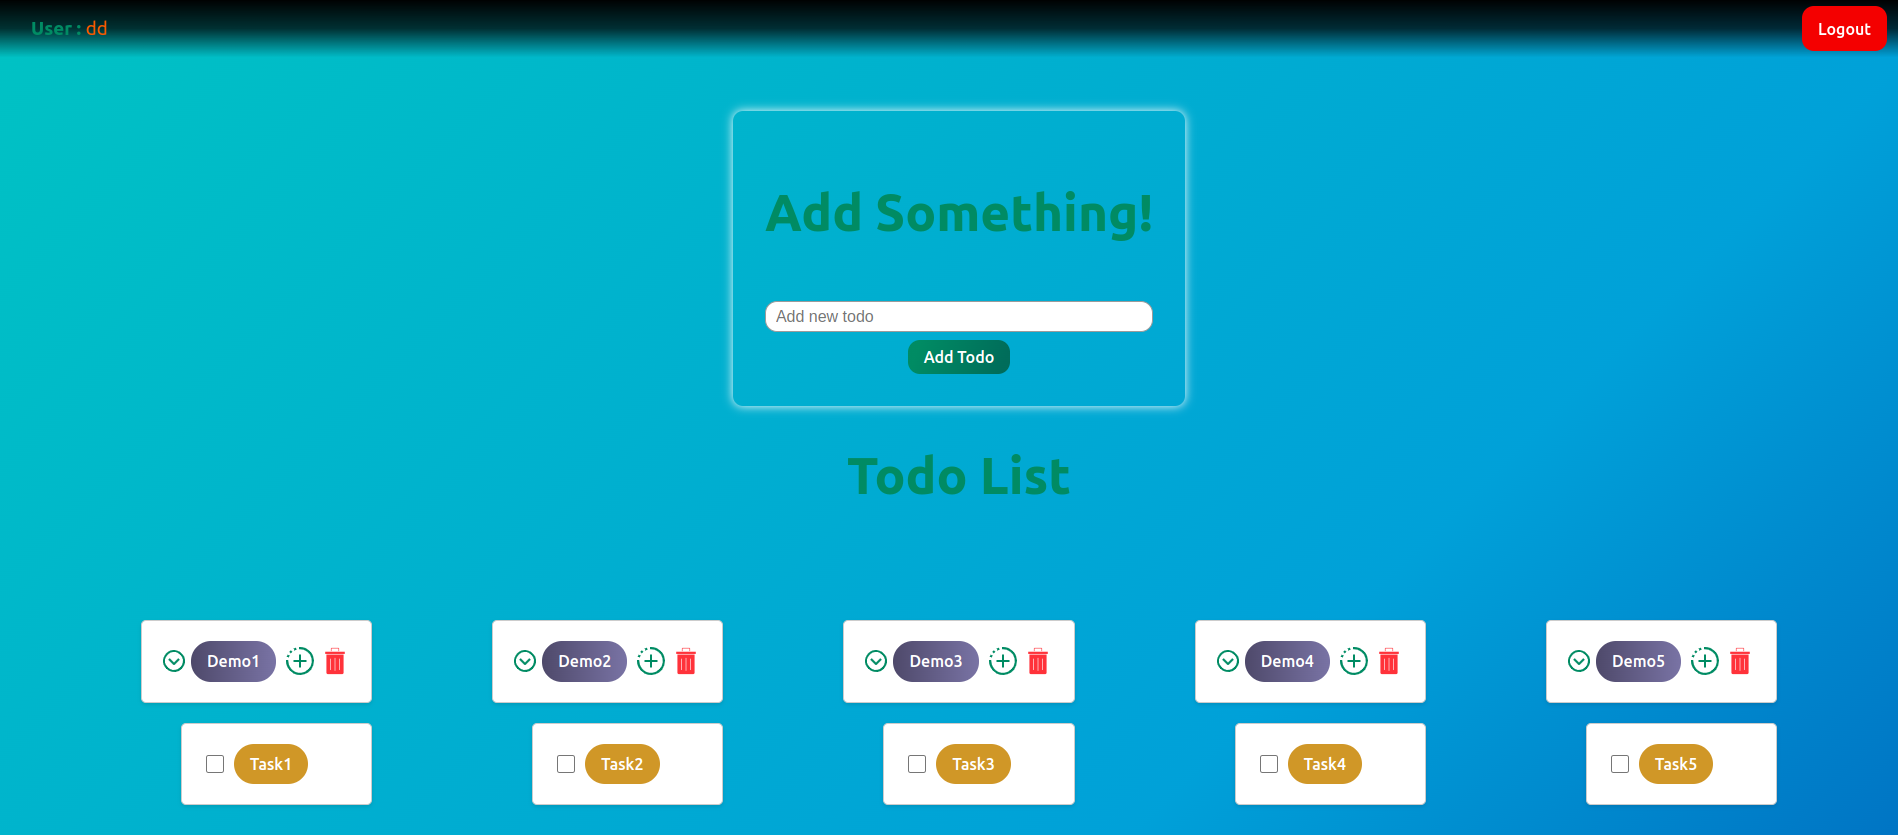 User : dd
Logout
Add Something!
Add new todo
Add Todo
Todo List
Demo1
Demo2
Demo3
Demo4
Demo5
Task1
Task2
Task3
Task4
Task5